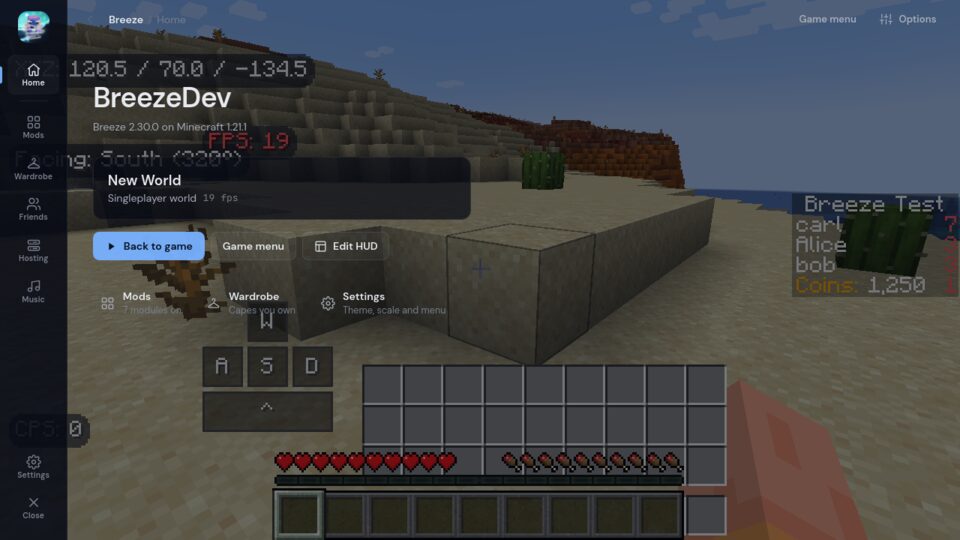 Breeze / Home
Game menu
Options
XYZ: 120.5 / 70.0 / -134.5
Home
BreezeDev
Breeze 2.30.0 on Minecraft 1.21.1
Mods
FPS: 19
Facing: South (320°)
Wardrobe
New World
Singleplayer world 19 fps
Friends
Breeze Test
carl 7
Alice
bob
Coins: 1,250
Hosting
Back to game
Game menu
Edit HUD
Music
Mods
7 modules on
Wardrobe
Capes you own
Settings
Theme, scale and menu
W
A S D
^
CPS: 0
Settings
Close